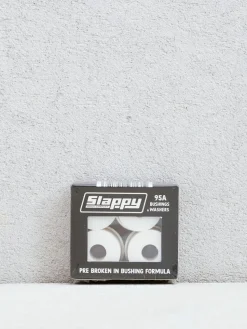 Slappy
95A
BUSHINGS
& WASHERS
PRE BROKEN IN BUSHING FORMULA